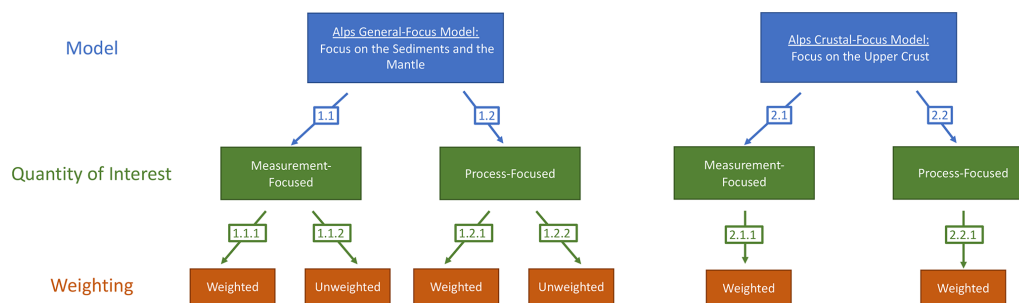 Model
Alps General-Focus Model:
Focus on the Sediments and the
Mantle
Alps Crustal-Focus Model:
Focus on the Upper Crust
1.1
1.2
2.1
2.2
Quantity of Interest
Measurement-
Focused
Process-Focused
Measurement-
Focused
Process-Focused
1.1.1
1.1.2
1.2.1
1.2.2
2.1.1
2.2.1
Weighting
Weighted
Unweighted
Weighted
Unweighted
Weighted
Weighted